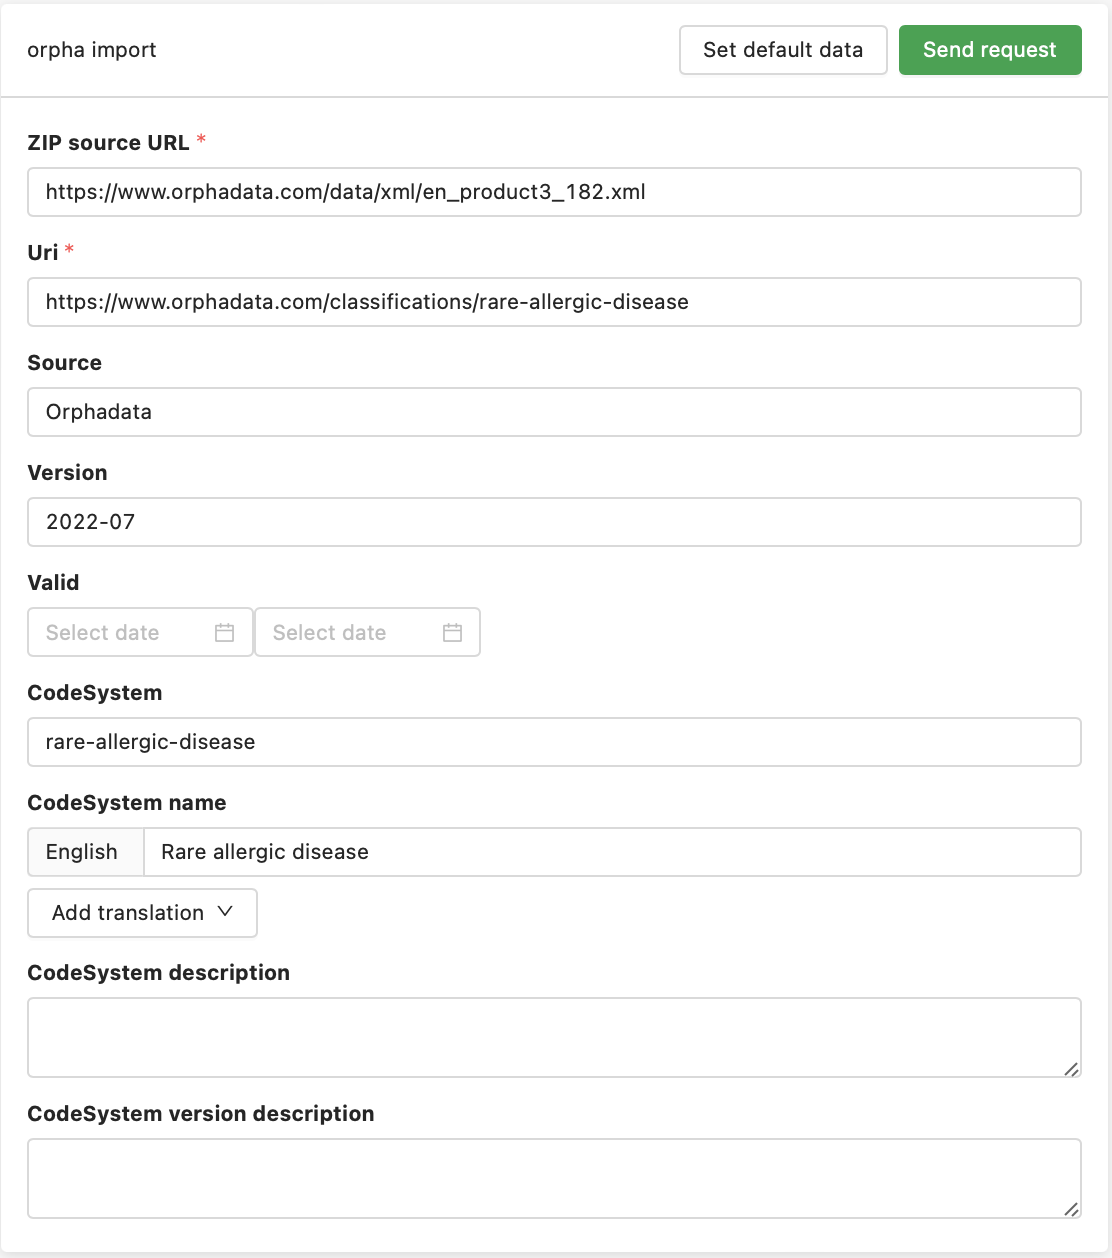 orpha import
Set default data
Send request
ZIP source URL *
https://www.orphadata.com/data/xml/en_product3_182.xml
Uri *
https://www.orphadata.com/classifications/rare-allergic-disease
Source
Orphadata
Version
2022-07
Valid
Select date
Select date
CodeSystem
rare-allergic-disease
CodeSystem name
English
Rare allergic disease
Add translation
CodeSystem description
CodeSystem version description